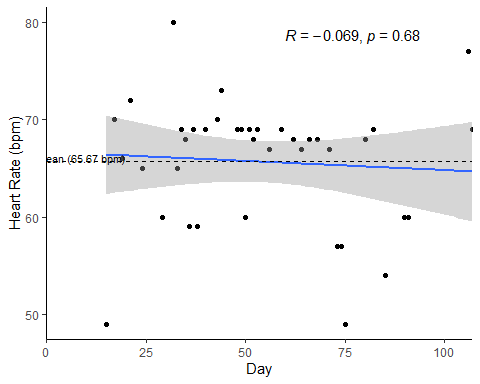 R = −0.069, p = 0.68
80
70
60
50
ean (65.67 bpm)
Heart Rate (bpm)
0 25 50 75 100
Day